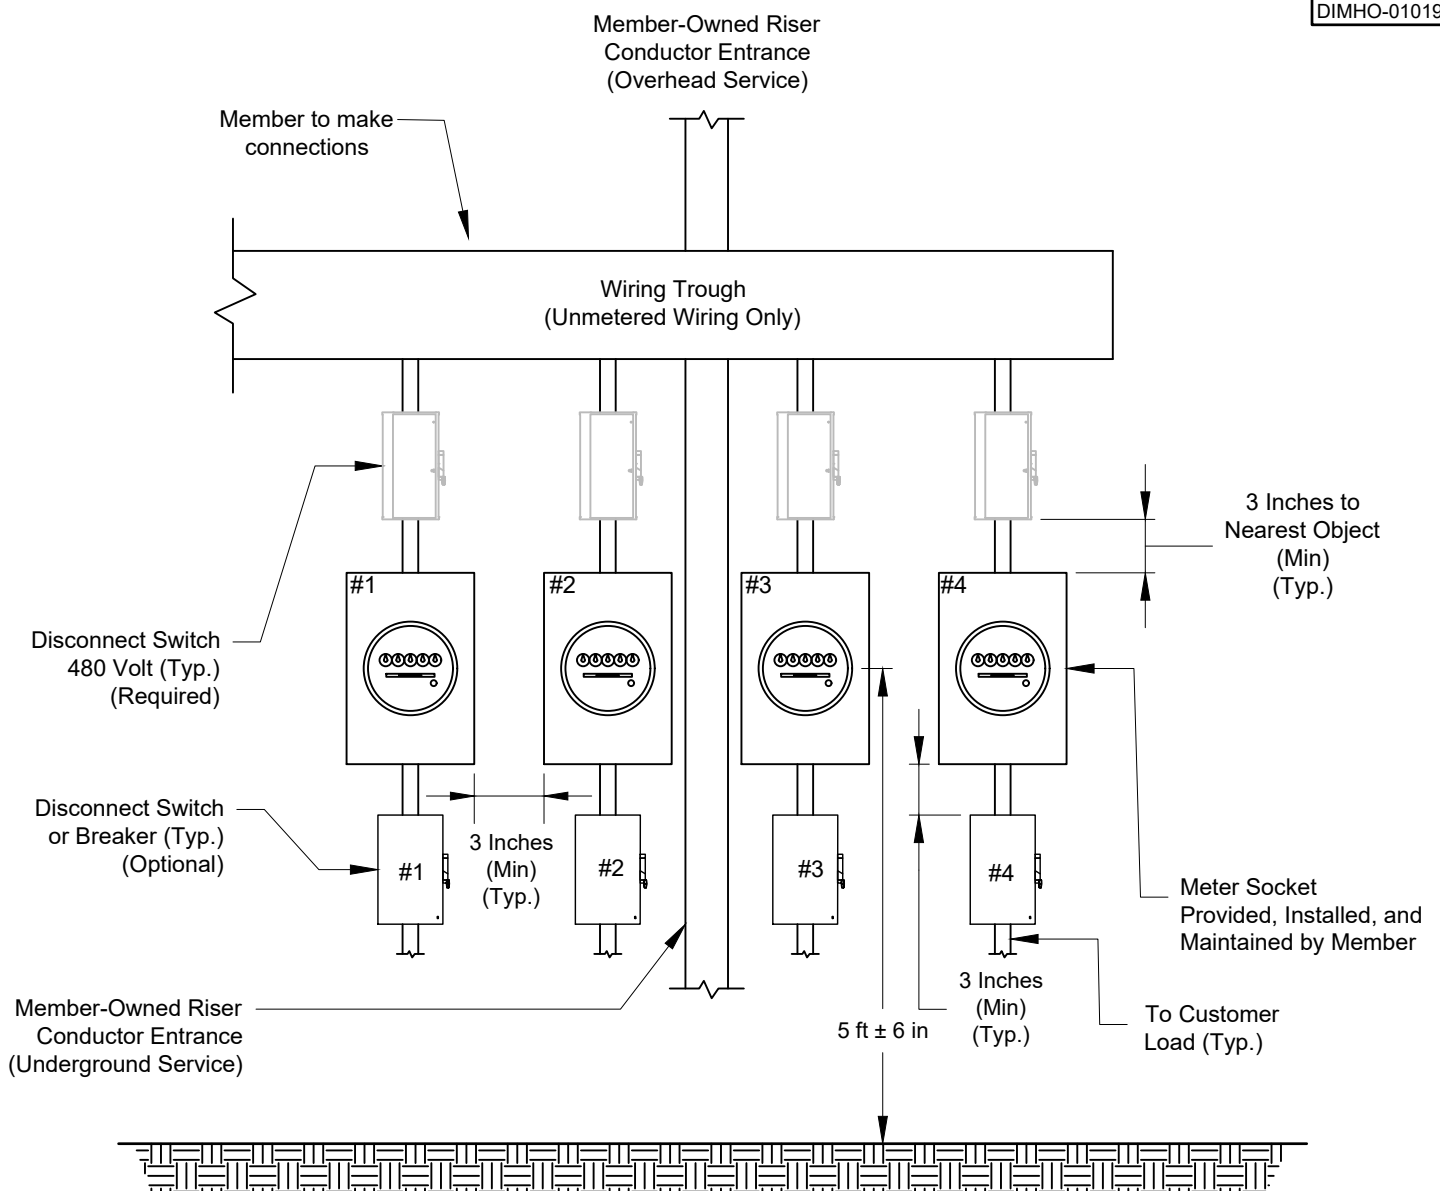 DIMHO-01019
Member-Owned Riser
Conductor Entrance
(Overhead Service)
Member to make
connections
Wiring Trough
(Unmetered Wiring Only)
3 Inches to
Nearest Object
(Min)
(Typ.)
#1
#2
#3
#4
Disconnect Switch
480 Volt (Typ.)
(Required)
Disconnect Switch
or Breaker (Typ.)
(Optional)
3 Inches
(Min)
(Typ.)
#1
#2
#3
#4
Meter Socket
Provided, Installed, and
Maintained by Member
Member-Owned Riser
Conductor Entrance
(Underground Service)
5 ft ± 6 in
3 Inches
(Min)
(Typ.)
To Customer
Load (Typ.)